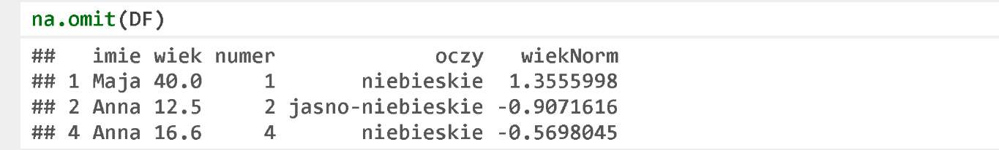 na.omit(DF)
##   imie wiek numer            oczy   wiekNorm
## 1 Maja 40.0     1       niebieskie  1.3555998
## 2 Anna 12.5     2 jasno-niebieskie -0.9071616
## 4 Anna 16.6     4       niebieskie -0.5698045